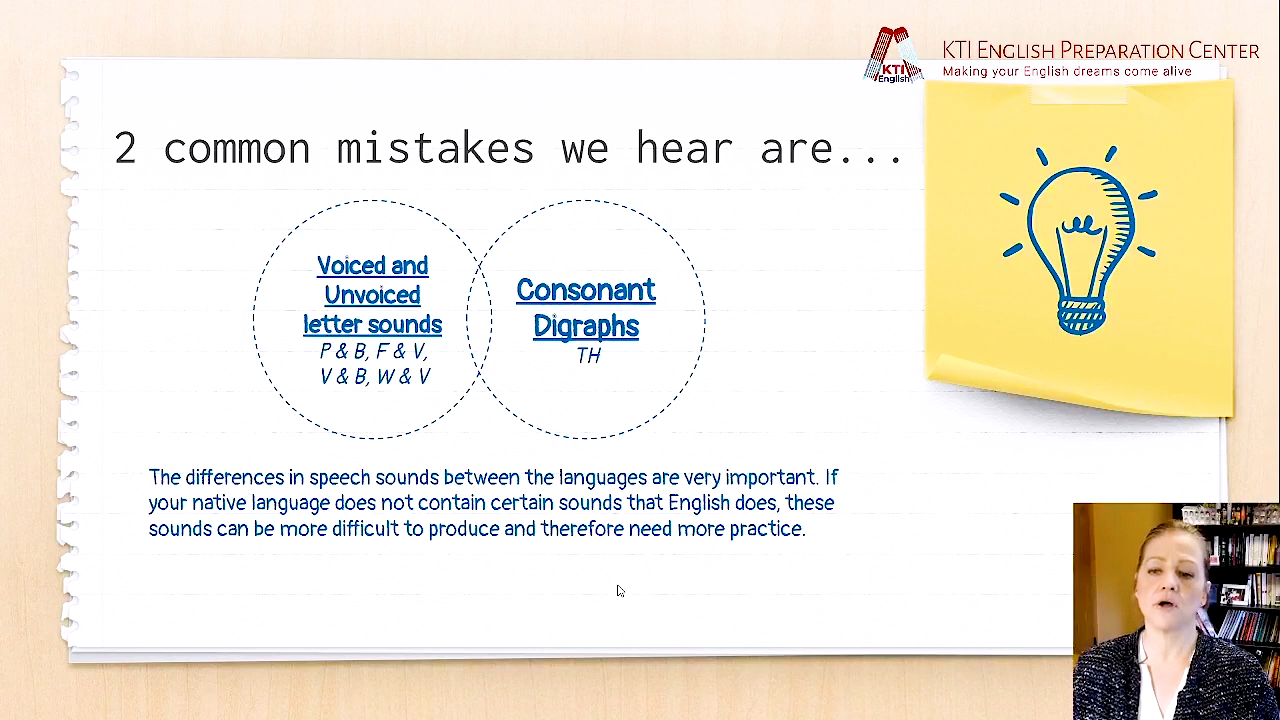 KTI ENGLISH PREPARATION CENTER
Making your English dreams come alive
KTI
English
2 common mistakes we hear are...
Voiced and
Unvoiced
letter sounds
P & B, F & V,
V & B, W & V
Consonant
Digraphs
TH
The differences in speech sounds between the languages are very important. If
your native language does not contain certain sounds that English does, these
sounds can be more difficult to produce and therefore need more practice.